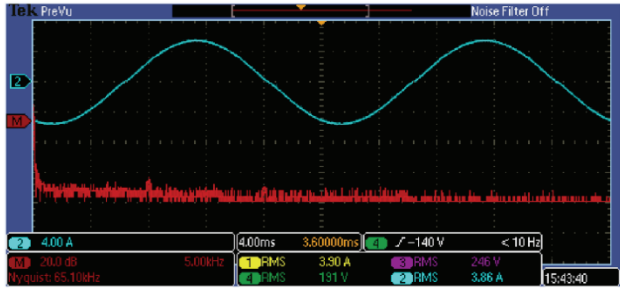 Tek PreVu Noise Filter Off
2
M
2 4.00 A 4.00ms 3.60000ms 4 -140 V < 10 Hz
M 20.0 dB 5.00kHz 1 RMS 3.90 A 3 RMS 246 V
Nyquist: 65.10kHz 4 RMS 191 V 2 RMS 3.86 A 15:43:40